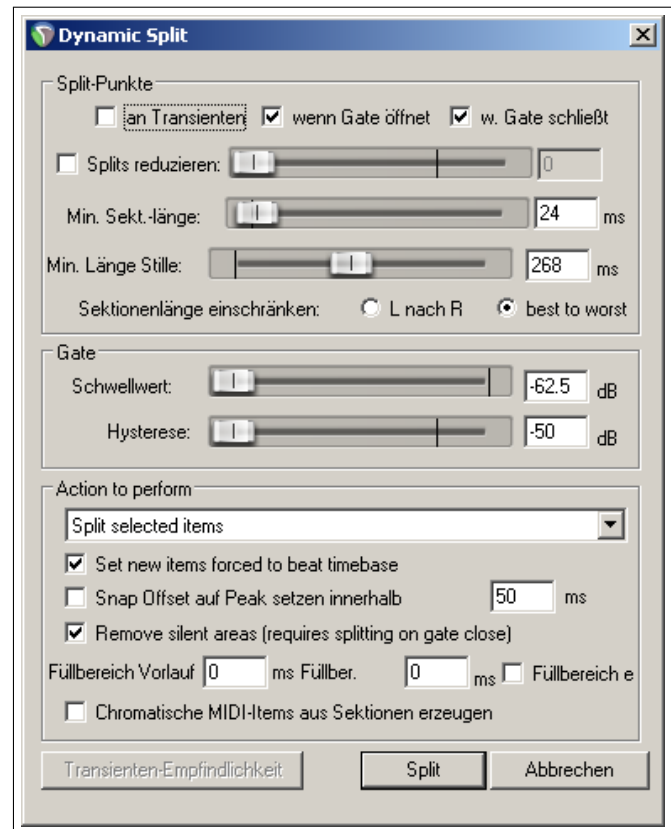 Dynamic Split
Split-Punkte
an Transienten wenn Gate öffnet w. Gate schließt
Splits reduzieren: 0
Min. Sekt.-länge: 24 ms
Min. Länge Stille: 268 ms
Sektionenlänge einschränken: L nach R best to worst
Gate
Schwellwert: -62.5 dB
Hysterese: -50 dB
Action to perform
Split selected items
Set new items forced to beat timebase
Snap Offset auf Peak setzen innerhalb 50 ms
Remove silent areas (requires splitting on gate close)
Füllbereich Vorlauf 0 ms Füllber. 0 ms Füllbereich e
Chromatische MIDI-Items aus Sektionen erzeugen
Transienten-Empfindlichkeit Split Abbrechen